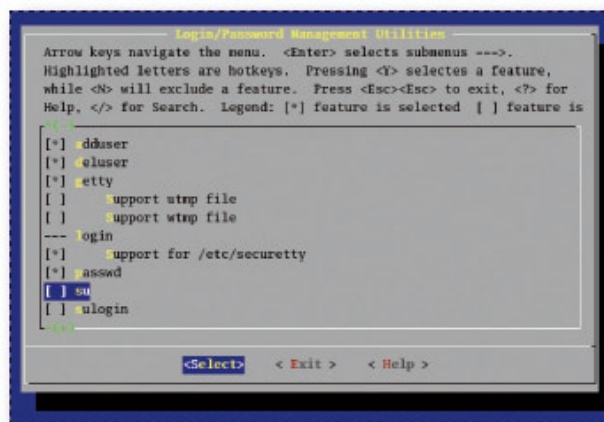 Login/Password Management Utilities
Arrow keys navigate the menu. <Enter> selects submenus --->.
Highlighted letters are hotkeys. Pressing <Y> selectes a feature,
while <N> will exclude a feature. Press <Esc><Esc> to exit, <?> for
Help, </> for Search. Legend: [*] feature is selected [ ] feature is
^(-)
[*] adduser
[*] deluser
[*] getty
[ ] Support utmp file
[ ] Support wtmp file
--- login
[*] Support for /etc/securetty
[*] passwd
[ ] su
[ ] sulogin
<Select> < Exit > < Help >